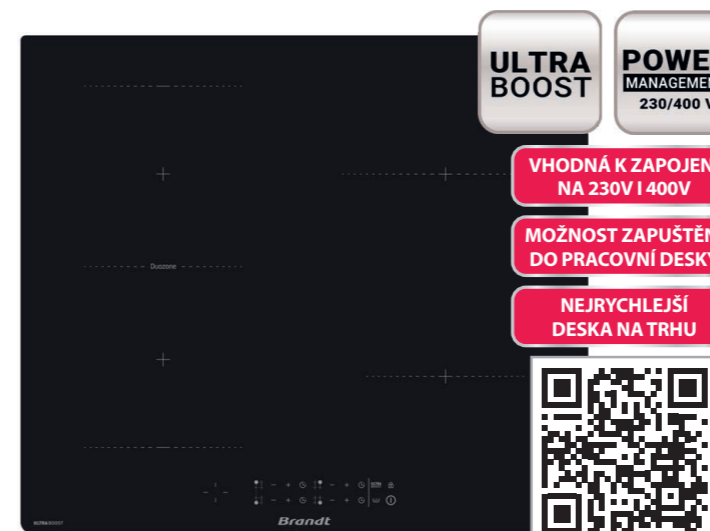 ULTRA
BOOST
POWE
MANAGEMEN
230/400 V
VHODNÁ K ZAPOJEN
NA 230V I 400V
MOŽNOST ZAPUŠTĚN
DO PRACOVNÍ DESKY
NEJRYCHLEJŠÍ
DESKA NA TRHU
Duozone
Brandt
ULTRA BOOST